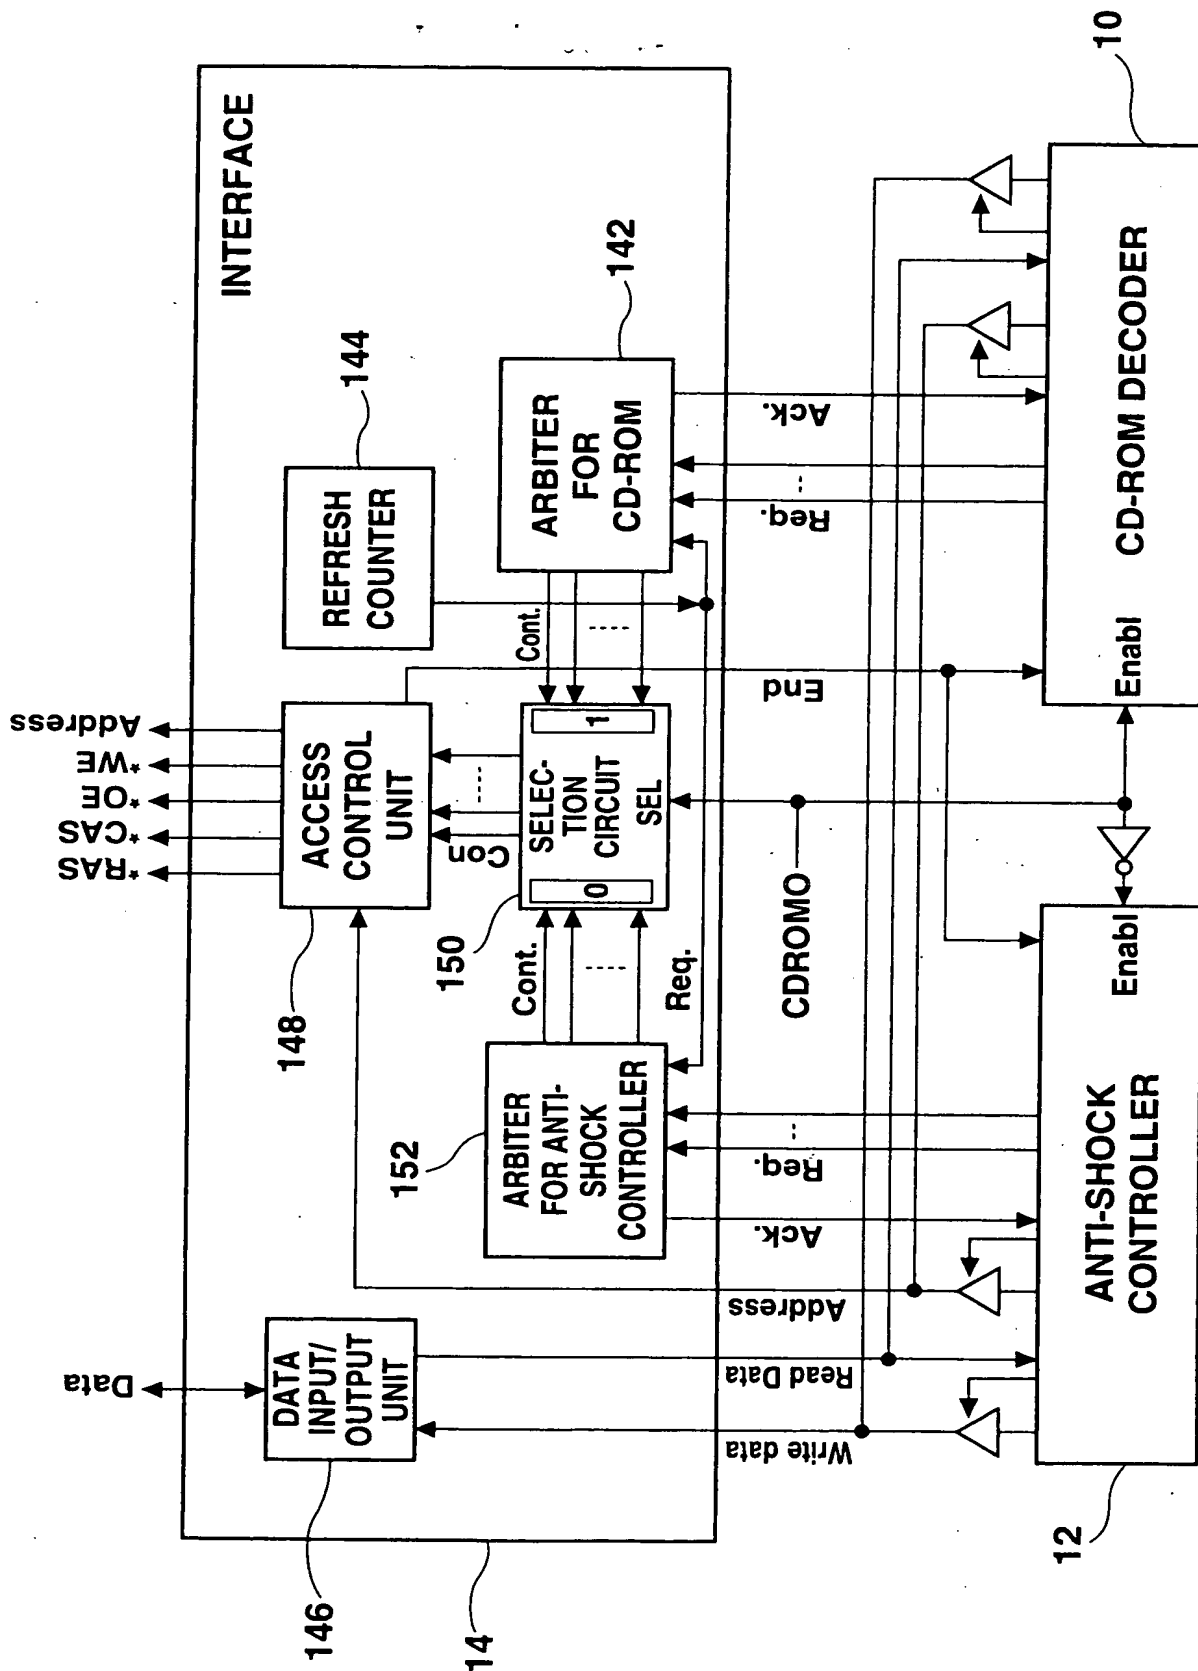 INTERFACE
Data
*RAS
*CAS
*OE
*WE
Address
146
DATA
INPUT/
OUTPUT
UNIT
148
ACCESS
CONTROL
UNIT
144
REFRESH
COUNTER
152
ARBITER
FOR ANTI-
SHOCK
CONTROLLER
Cont.
150
Con
0
SELEC-
TION
CIRCUIT
SEL
1
Cont.
142
ARBITER
FOR
CD-ROM
Req.
14
Write data
Read Data
Address
Ack.
Req.
CDROMO
End
Req.
Ack.
12
ANTI-SHOCK
CONTROLLER
Enabl
Enabl
CD-ROM DECODER
10